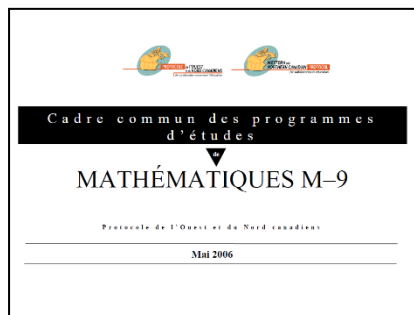 Cadre commun des programmes
d'études
de
MATHÉMATIQUES M–9
Protocole de l'Ouest et du Nord canadiens
Mai 2006